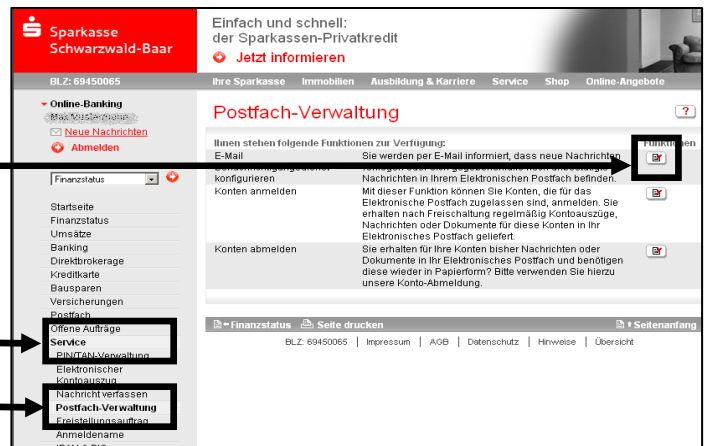 Sparkasse
Schwarzwald-Baar
Einfach und schnell:
der Sparkassen-Privatkredit
Jetzt informieren
BLZ: 69450065
Ihre Sparkasse Immobilien Ausbildung & Karriere Service Shop Online-Angebote
Online-Banking
Neue Nachrichten
Abmelden
Finanzstatus
Startseite
Finanzstatus
Umsätze
Banking
Direktbrokerage
Kreditkarte
Bausparen
Versicherungen
Postfach
Offene Aufträge
Service
PIN/TAN-Verwaltung
Elektronischer
Kontoauszug
Nachricht verfassen
Postfach-Verwaltung
Freistellungsauftrag
Anmeldename
Postfach-Verwaltung
?
Ihnen stehen folgende Funktionen zur Verfügung: Funktionen
E-Mail Sie werden per E-Mail informiert, dass neue Nachrichten
konfigurieren Nachrichten in Ihrem Elektronischen Postfach befinden.
Konten anmelden Mit dieser Funktion können Sie Konten, die für das
Elektronische Postfach zugelassen sind, anmelden. Sie
erhalten nach Freischaltung regelmäßig Kontoauszüge,
Nachrichten oder Dokumente für diese Konten in Ihr
Elektronisches Postfach geliefert.
Konten abmelden Sie erhalten für Ihre Konten bisher Nachrichten oder
Dokumente in Ihr Elektronisches Postfach und benötigen
diese wieder in Papierform? Bitte verwenden Sie hierzu
unsere Konto-Abmeldung.
Finanzstatus Seite drucken Seitenanfang
BLZ: 69450065 | Impressum | AGB | Datenschutz | Hinweise | Übersicht